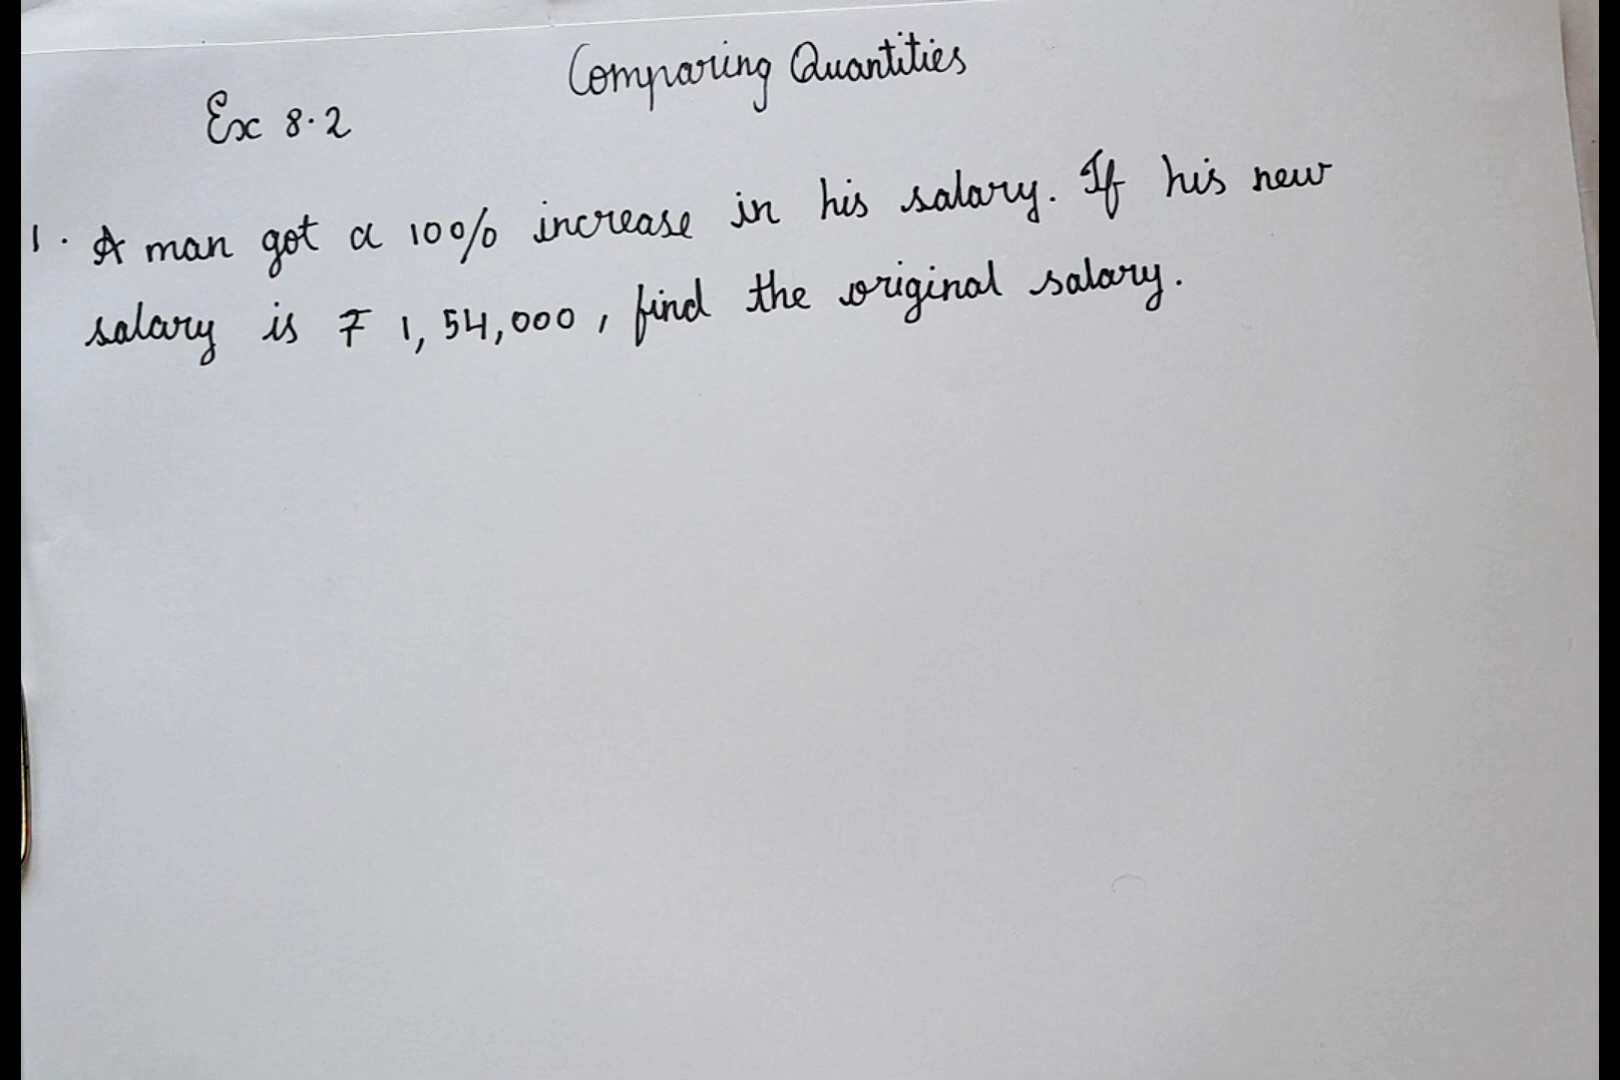 Comparing Quantities
Ex 8.2
1. A man got a 10% increase in his salary. If his new
salary is ₹ 1,54,000, find the original salary.